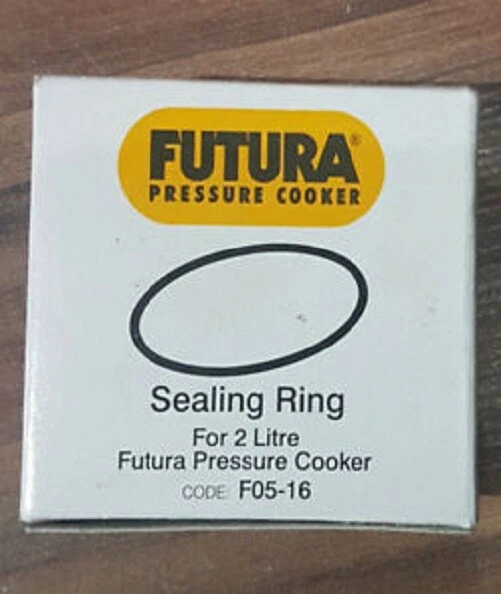 FUTURA®
PRESSURE COOKER
Sealing Ring
For 2 Litre
Futura Pressure Cooker
CODE: F05-16